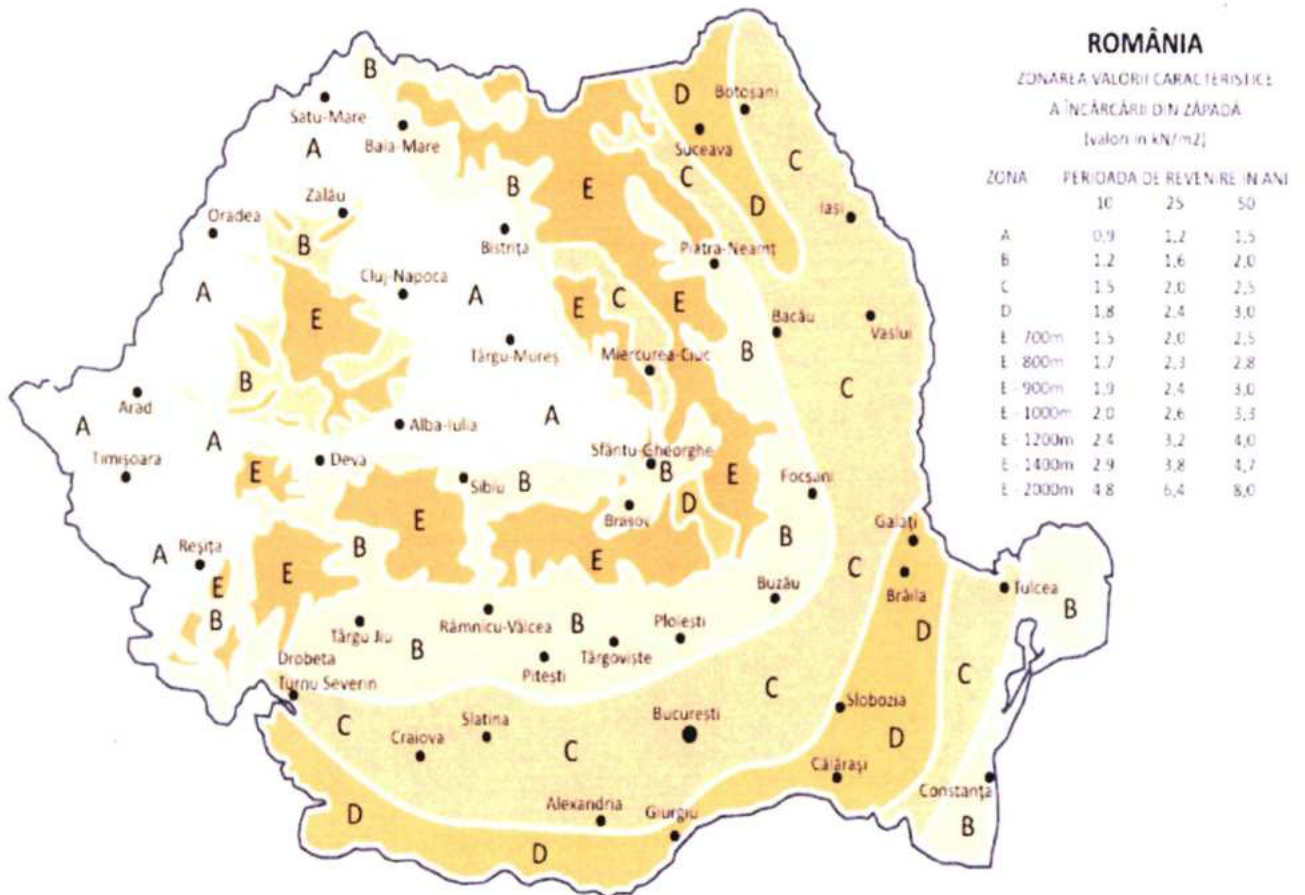 ROMÂNIA
ZONAREA VALORII CARACTERISTICE
A ÎNCĂRCĂRII DIN ZĂPADĂ
(valori in kN/m2)
ZONA PERIOADA DE REVENIRE IN ANI
10 25 50
A 0,9 1,2 1,5
B 1,2 1,6 2,0
C 1,5 2,0 2,5
D 1,8 2,4 3,0
E - 700m 1,5 2,0 2,5
E - 800m 1,7 2,3 2,8
E - 900m 1,9 2,4 3,0
E - 1000m 2,0 2,6 3,3
E - 1200m 2,4 3,2 4,0
E - 1400m 2,9 3,8 4,7
E - 2000m 4,8 6,4 8,0
B
Satu-Mare
A
Baia-Mare
D
Botoșani
Suceava
C
C
B
E
Zalău
Oradea
B
Bistrița
D
Iași
Piatra-Neamț
Cluj-Napoca
A
A
E
E
C
E
Bacău
Vaslui
Târgu-Mureș
Miercurea-Ciuc
B
B
C
Arad
A
A
Alba-Iulia
A
Timișoara
E
Deva
Sibiu
B
Sfântu-Gheorghe
B
E
D
Focșani
Brașov
E
Galați
A
Reșița
E
E
B
E
B
C
Brăila
Tulcea
B
B
Buzău
Târgu Jiu
Râmnicu-Vâlcea
B
Ploiești
D
B
Pitești
Târgoviște
C
Drobeta
Turnu Severin
C
Slobozia
C
Slatina
București
Craiova
C
D
Călărași
Constanța
D
Alexandria
Giurgiu
B
D